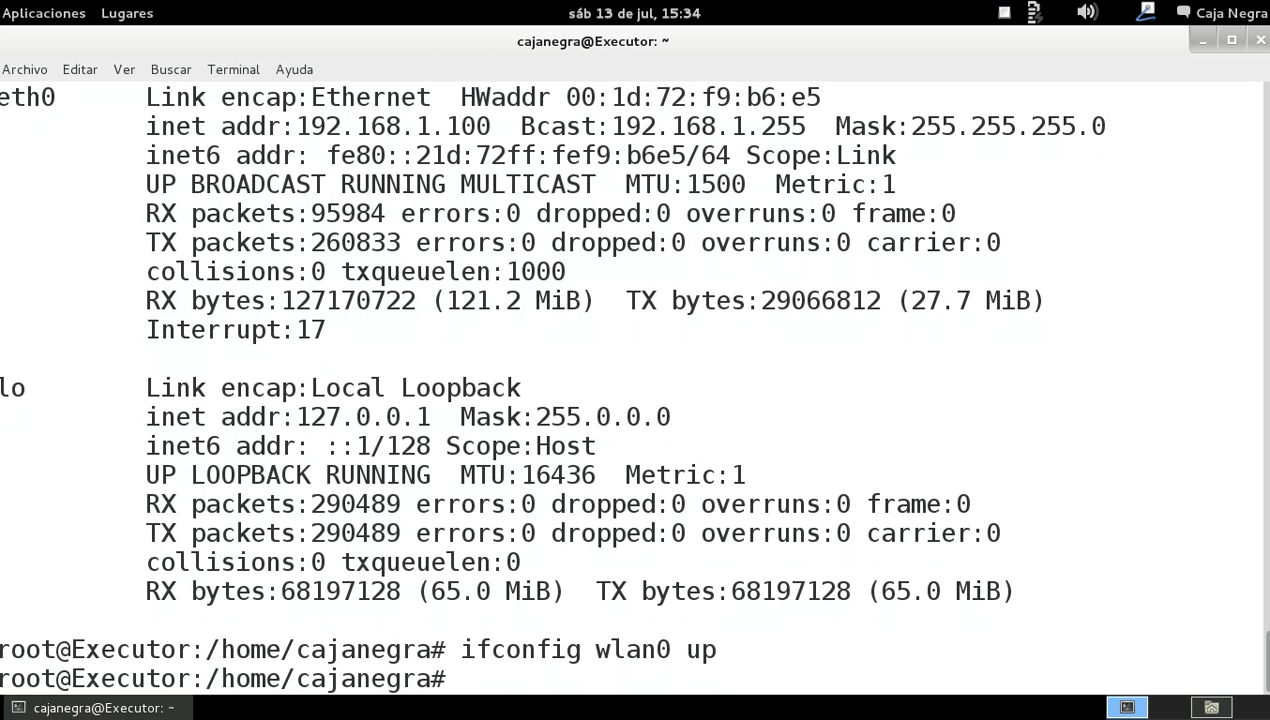 Aplicaciones Lugares sáb 13 de jul, 15:34 Caja Negra
cajanegra@Executor: ~
Archivo Editar Ver Buscar Terminal Ayuda
eth0 Link encap:Ethernet HWaddr 00:1d:72:f9:b6:e5
inet addr:192.168.1.100 Bcast:192.168.1.255 Mask:255.255.255.0
inet6 addr: fe80::21d:72ff:fef9:b6e5/64 Scope:Link
UP BROADCAST RUNNING MULTICAST MTU:1500 Metric:1
RX packets:95984 errors:0 dropped:0 overruns:0 frame:0
TX packets:260833 errors:0 dropped:0 overruns:0 carrier:0
collisions:0 txqueuelen:1000
RX bytes:127170722 (121.2 MiB) TX bytes:29066812 (27.7 MiB)
Interrupt:17
lo Link encap:Local Loopback
inet addr:127.0.0.1 Mask:255.0.0.0
inet6 addr: ::1/128 Scope:Host
UP LOOPBACK RUNNING MTU:16436 Metric:1
RX packets:290489 errors:0 dropped:0 overruns:0 frame:0
TX packets:290489 errors:0 dropped:0 overruns:0 carrier:0
collisions:0 txqueuelen:0
RX bytes:68197128 (65.0 MiB) TX bytes:68197128 (65.0 MiB)
root@Executor:/home/cajanegra# ifconfig wlan0 up
root@Executor:/home/cajanegra#
cajanegra@Executor: ~